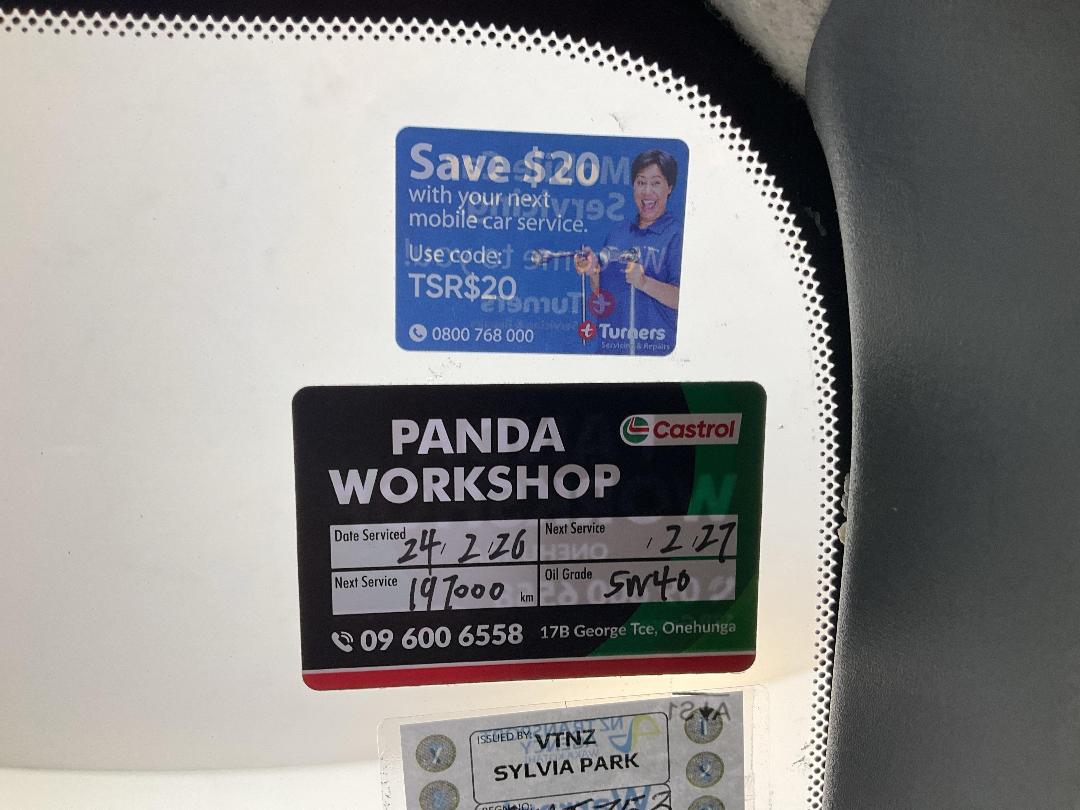 Save $20
with your next
mobile car service.
Use code:
TSR$20
0800 768 000
Turners
Servicing & Repairs
PANDA
WORKSHOP
Castrol
Date Serviced 24, 2, 26
Next Service , 2, 27
Next Service 197000 km
Oil Grade 5W40
09 600 6558
17B George Tce, Onehunga
ISSUED BY: VTNZ
SYLVIA PARK
REGN NO: